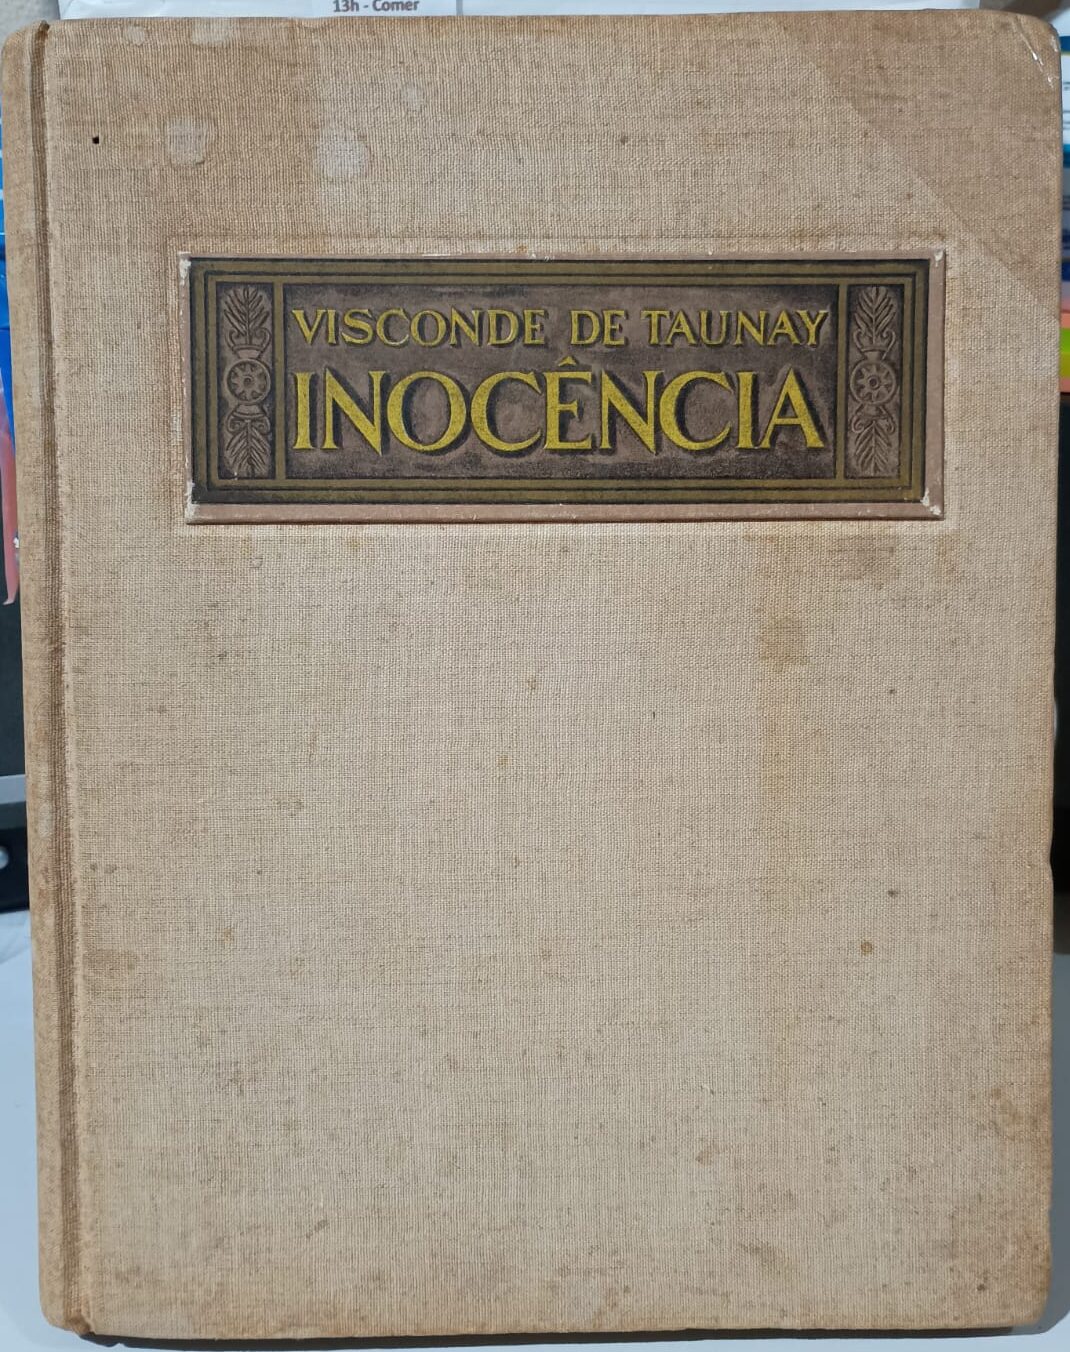 13h - Comer
VISCONDE DE TAUNAY
INOCÊNCIA